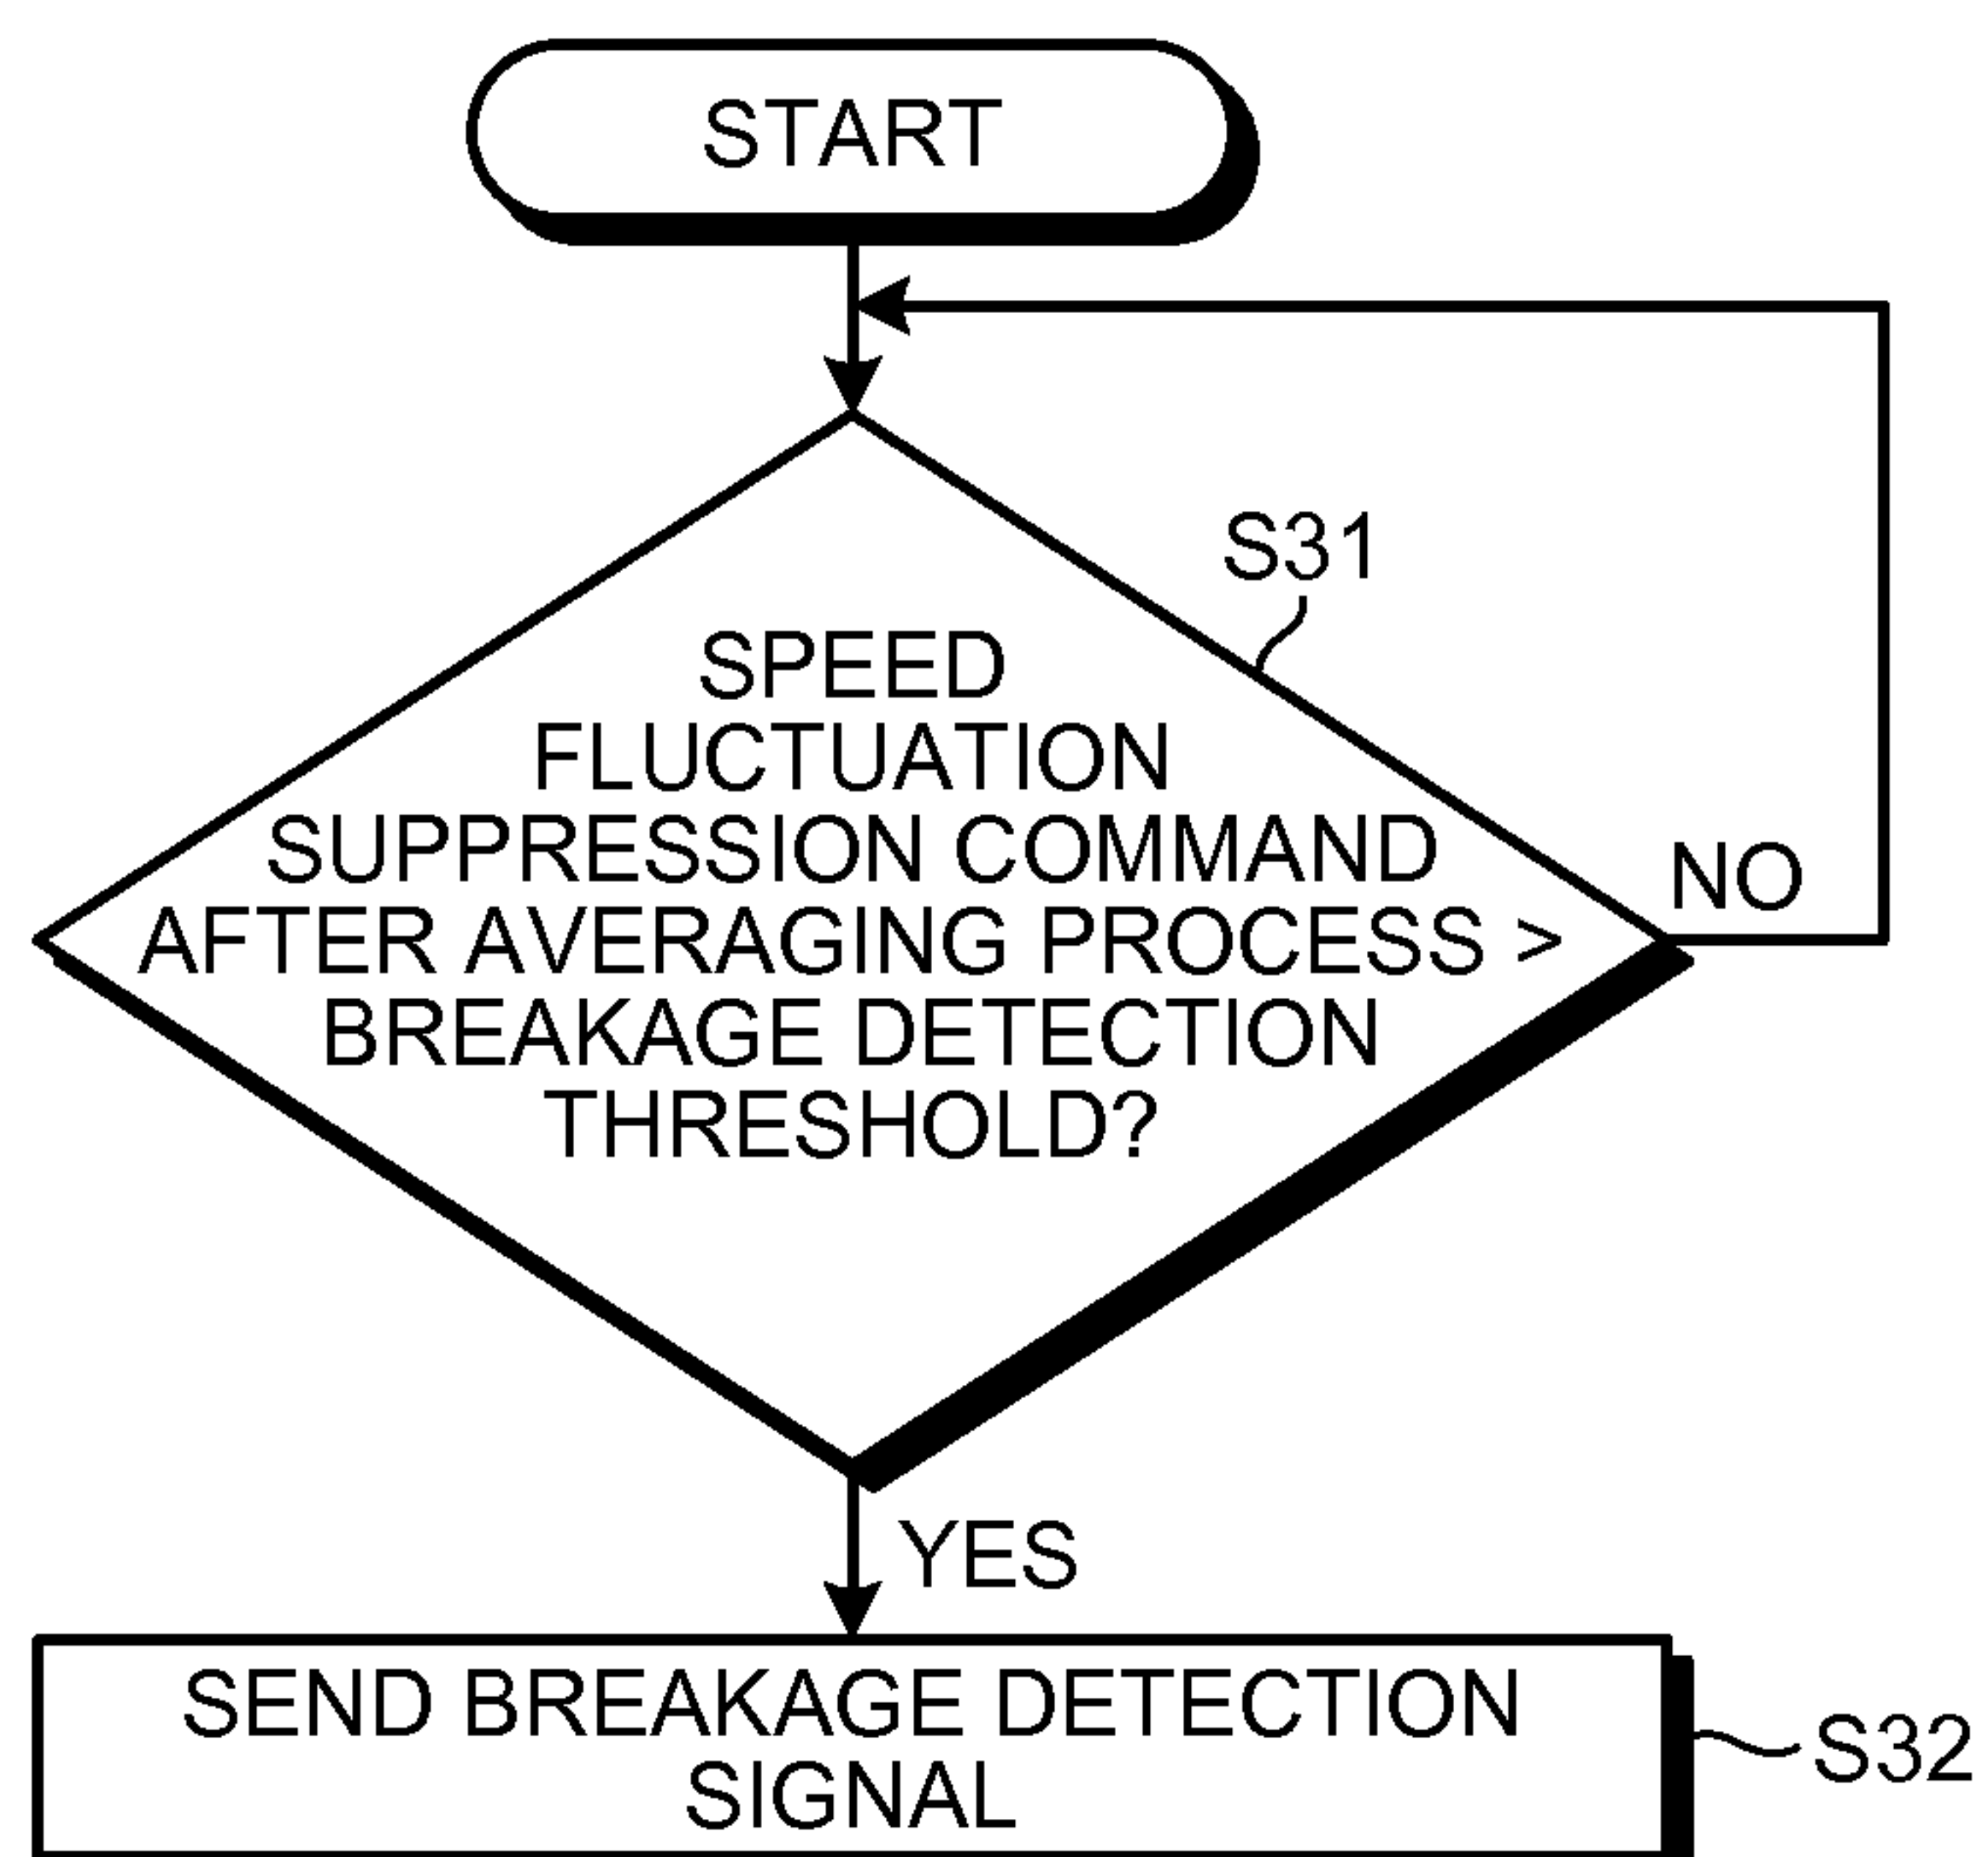 START
S31
SPEED
FLUCTUATION
SUPPRESSION COMMAND
AFTER AVERAGING PROCESS >
BREAKAGE DETECTION
THRESHOLD?
NO
YES
SEND BREAKAGE DETECTION
SIGNAL
S32